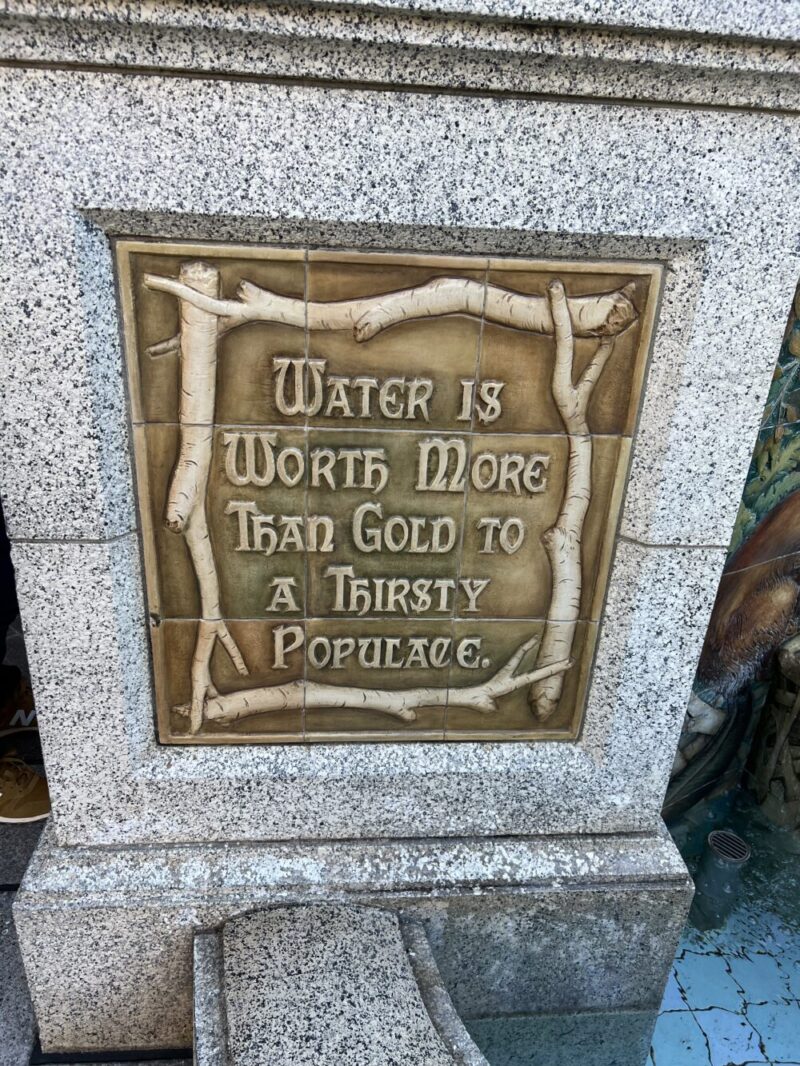 Water is
Worth More
Than Gold to
a Thirsty
Populace.
N